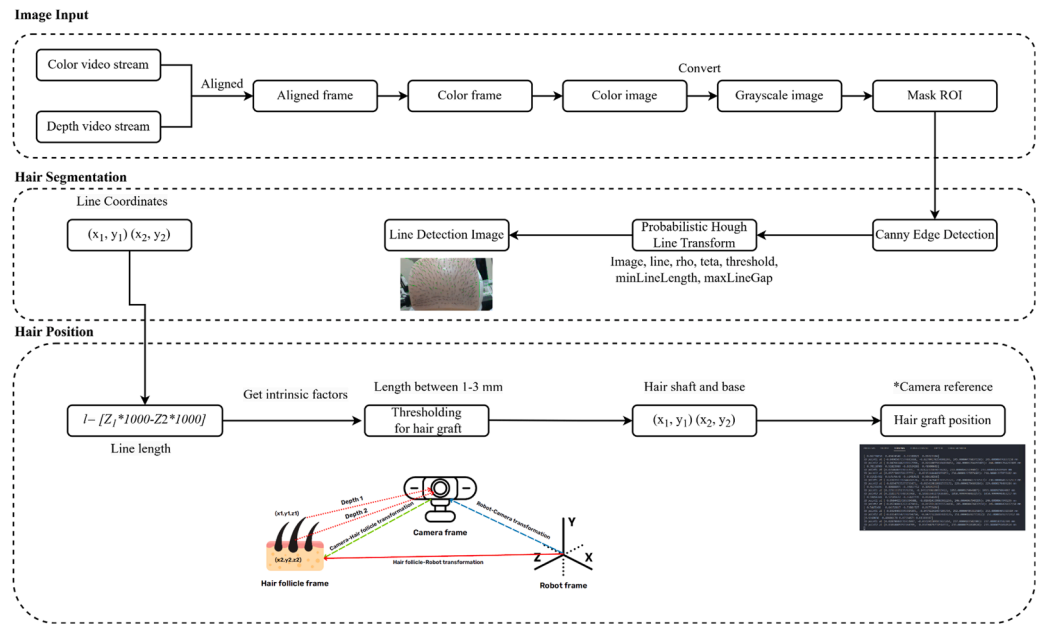 Image Input
Color video stream
Depth video stream
Aligned
Aligned frame
Color frame
Color image
Convert
Grayscale image
Mask ROI
Hair Segmentation
Line Coordinates
(x₁, y₁) (x₂, y₂)
Line Detection Image
Probabilistic Hough
Line Transform
Image, line, rho, teta, threshold,
minLineLength, maxLineGap
Canny Edge Detection
Hair Position
l– [Z₁*1000-Z2*1000]
Line length
Get intrinsic factors
Length between 1-3 mm
Thresholding
for hair graft
Hair shaft and base
(x₁, y₁) (x₂, y₂)
*Camera reference
Hair graft position
Depth 1
Depth 2
(x1,y1,z1)
(x2,y2,z2)
Hair follicle frame
Camera-Hair follicle transformation
Camera frame
Robot-Camera transformation
Hair follicle-Robot transformation
Y
Z
X
Robot frame